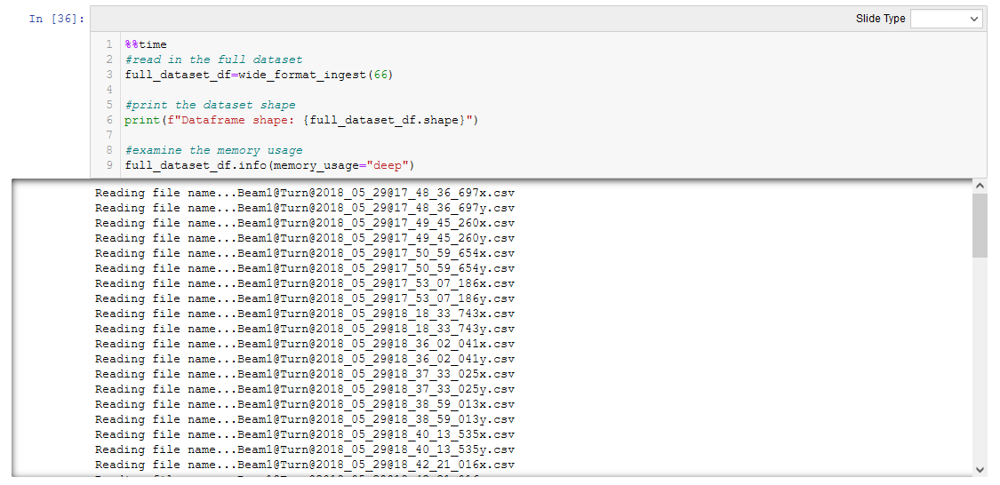 In [36]:
Slide Type
1 %%time
2 #read in the full dataset
3 full_dataset_df=wide_format_ingest(66)
4
5 #print the dataset shape
6 print(f"Dataframe shape: {full_dataset_df.shape}")
7
8 #examine the memory usage
9 full_dataset_df.info(memory_usage="deep")
Reading file name...Beam1@Turn@2018_05_29@17_48_36_697x.csv
Reading file name...Beam1@Turn@2018_05_29@17_48_36_697y.csv
Reading file name...Beam1@Turn@2018_05_29@17_49_45_260x.csv
Reading file name...Beam1@Turn@2018_05_29@17_49_45_260y.csv
Reading file name...Beam1@Turn@2018_05_29@17_50_59_654x.csv
Reading file name...Beam1@Turn@2018_05_29@17_50_59_654y.csv
Reading file name...Beam1@Turn@2018_05_29@17_53_07_186x.csv
Reading file name...Beam1@Turn@2018_05_29@17_53_07_186y.csv
Reading file name...Beam1@Turn@2018_05_29@18_18_33_743x.csv
Reading file name...Beam1@Turn@2018_05_29@18_18_33_743y.csv
Reading file name...Beam1@Turn@2018_05_29@18_36_02_041x.csv
Reading file name...Beam1@Turn@2018_05_29@18_36_02_041y.csv
Reading file name...Beam1@Turn@2018_05_29@18_37_33_025x.csv
Reading file name...Beam1@Turn@2018_05_29@18_37_33_025y.csv
Reading file name...Beam1@Turn@2018_05_29@18_38_59_013x.csv
Reading file name...Beam1@Turn@2018_05_29@18_38_59_013y.csv
Reading file name...Beam1@Turn@2018_05_29@18_40_13_535x.csv
Reading file name...Beam1@Turn@2018_05_29@18_40_13_535y.csv
Reading file name...Beam1@Turn@2018_05_29@18_42_21_016x.csv